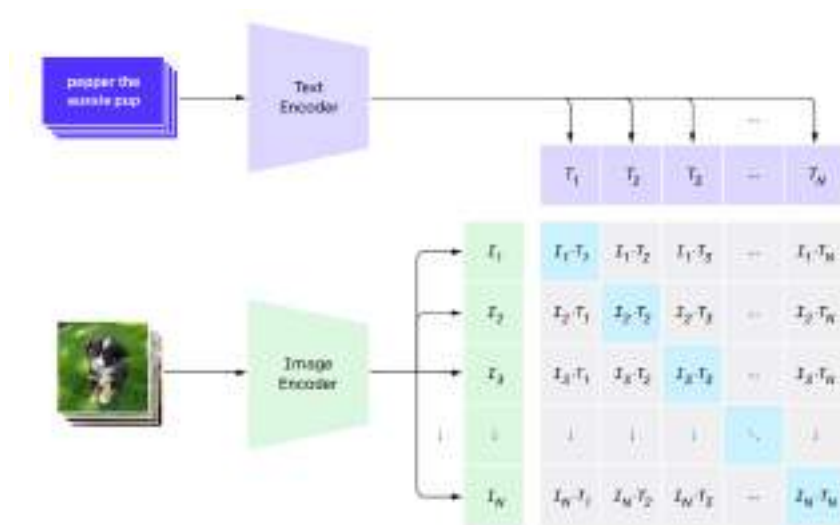 pepper the
aussie pup
Text
Encoder
...
T1 T2 T3 ... TN
I1 I1·T1 I1·T2 I1·T3 ... I1·TN
I2 I2·T1 I2·T2 I2·T3 ... I2·TN
Image
Encoder
I3 I3·T1 I3·T2 I3·T3 ... I3·TN
⋮ ⋮ ⋮ ⋮ ⋮ ⋱ ⋮
IN IN·T1 IN·T2 IN·T3 ... IN·TN